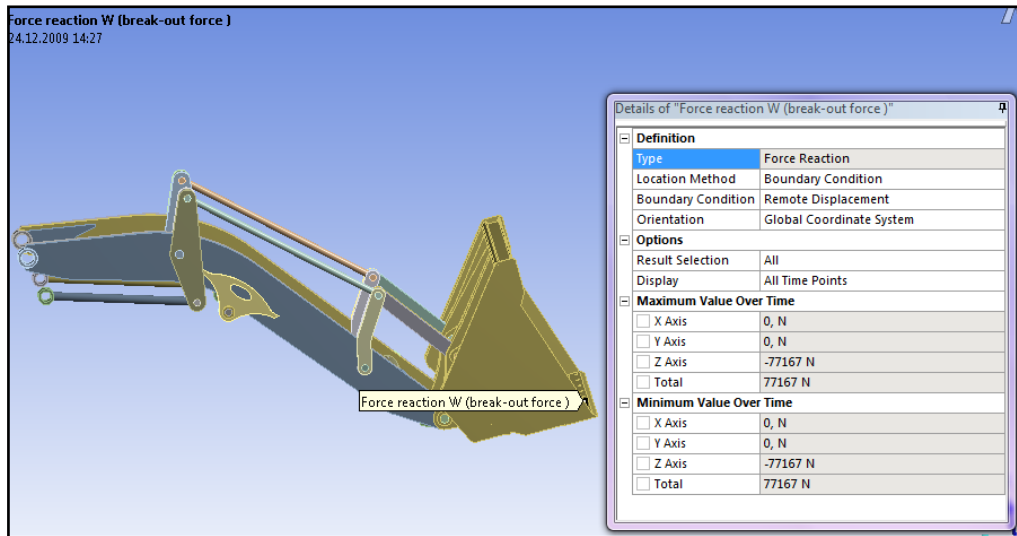 Force reaction W (break-out force )
24.12.2009 14:27
Force reaction W (break-out force )
Details of "Force reaction W (break-out force )"
Definition
Type Force Reaction
Location Method Boundary Condition
Boundary Condition Remote Displacement
Orientation Global Coordinate System
Options
Result Selection All
Display All Time Points
Maximum Value Over Time
X Axis 0, N
Y Axis 0, N
Z Axis -77167 N
Total 77167 N
Minimum Value Over Time
X Axis 0, N
Y Axis 0, N
Z Axis -77167 N
Total 77167 N